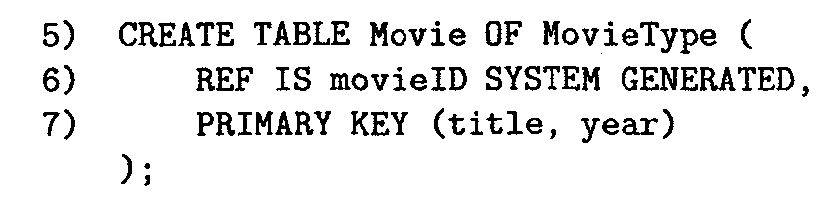 5) CREATE TABLE Movie OF MovieType (
6) REF IS movieID SYSTEM GENERATED,
7) PRIMARY KEY (title, year)
);